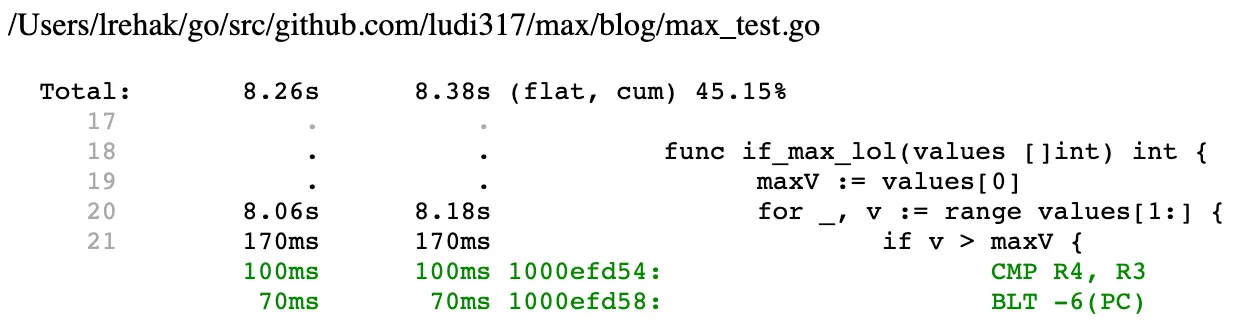 /Users/lrehak/go/src/github.com/ludi317/max/blog/max_test.go
Total: 8.26s 8.38s (flat, cum) 45.15%
17 . .
18 . . func if_max_lol(values []int) int {
19 . . maxV := values[0]
20 8.06s 8.18s for _, v := range values[1:] {
21 170ms 170ms if v > maxV {
100ms 100ms 1000efd54: CMP R4, R3
70ms 70ms 1000efd58: BLT -6(PC)